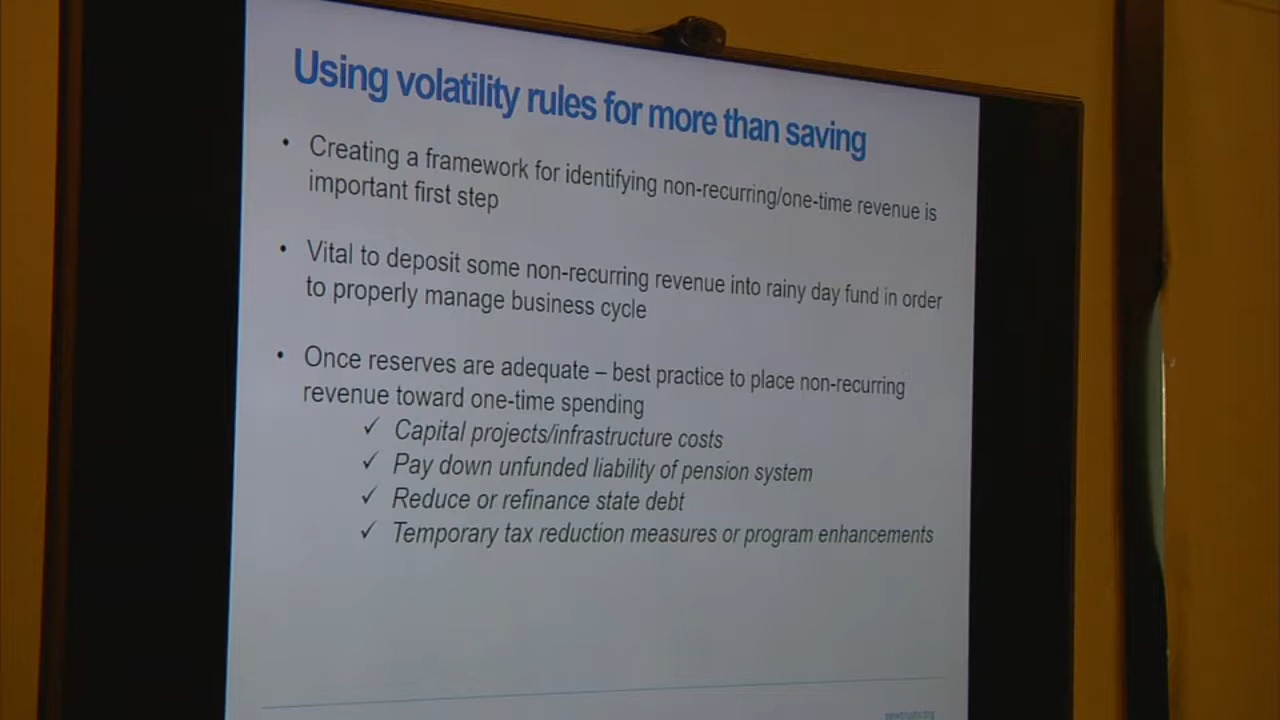 Using volatility rules for more than saving
• Creating a framework for identifying non-recurring/one-time revenue is
important first step
• Vital to deposit some non-recurring revenue into rainy day fund in order
to properly manage business cycle
• Once reserves are adequate – best practice to place non-recurring
revenue toward one-time spending
✓ Capital projects/infrastructure costs
✓ Pay down unfunded liability of pension system
✓ Reduce or refinance state debt
✓ Temporary tax reduction measures or program enhancements